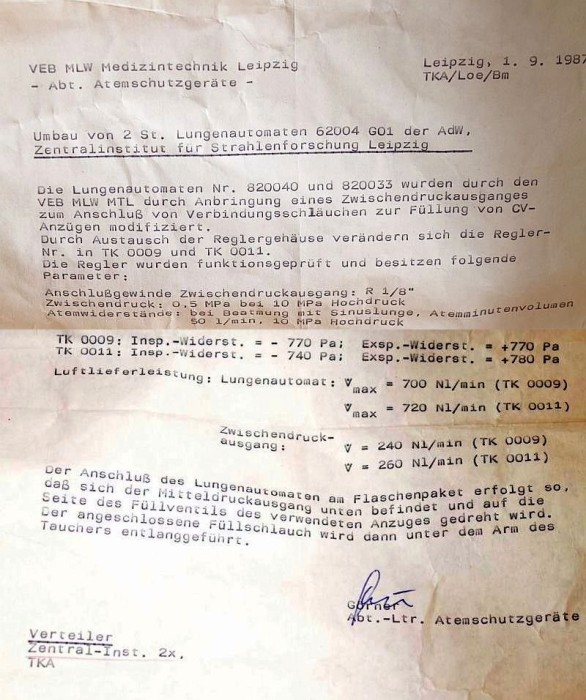 VEB MLW Medizintechnik Leipzig
- Abt. Atemschutzgeräte -
Leipzig, 1. 9. 1987
TKA/Loe/Bm
Umbau von 2 St. Lungenautomaten 62004 G01 der AdW,
Zentralinstitut für Strahlenforschung Leipzig
Die Lungenautomaten Nr. 820040 und 820033 wurden durch den
VEB MLW MTL durch Anbringung eines Zwischendruckausganges
zum Anschluß von Verbindungsschläuchen zur Füllung von CV-
Anzügen modifiziert.
Durch Austausch der Reglergehäuse verändern sich die Regler-
Nr. in TK 0009 und TK 0011.
Die Regler wurden funktionsgeprüft und besitzen folgende
Parameter:
Anschlußgewinde Zwischendruckausgang: R 1/8"
Zwischendruck: 0,5 MPa bei 10 MPa Hochdruck
Atemwiderstände: bei Beatmung mit Sinuslunge, Atemminutenvolumen
50 l/min, 10 MPa Hochdruck
TK 0009: Insp.-Widerst. = - 770 Pa; Exsp.-Widerst. = +770 Pa
TK 0011: Insp.-Widerst. = - 740 Pa; Exsp.-Widerst. = +780 Pa
Luftlieferleistung: Lungenautomat: V̇max = 700 Nl/min (TK 0009)
V̇max = 720 Nl/min (TK 0011)
Zwischendruck-
ausgang: V̇ = 240 Nl/min (TK 0009)
V̇ = 260 Nl/min (TK 0011)
Der Anschluß des Lungenautomaten am Flaschenpaket erfolgt so,
daß sich der Mitteldruckausgang unten befindet und auf die
Seite des Füllventils des verwendeten Anzuges gedreht wird.
Der angeschlossene Füllschlauch wird dann unter dem Arm des
Tauchers entlanggeführt.
Görner
Abt.-Ltr. Atemschutzgeräte
Verteiler
Zentral-Inst. 2x,
TKA